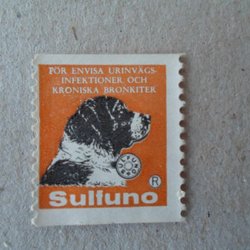 FÖR ENVISA URINVÄGS-
INFEKTIONER OCH
KRONISKA BRONKITER
Sulfuno
®